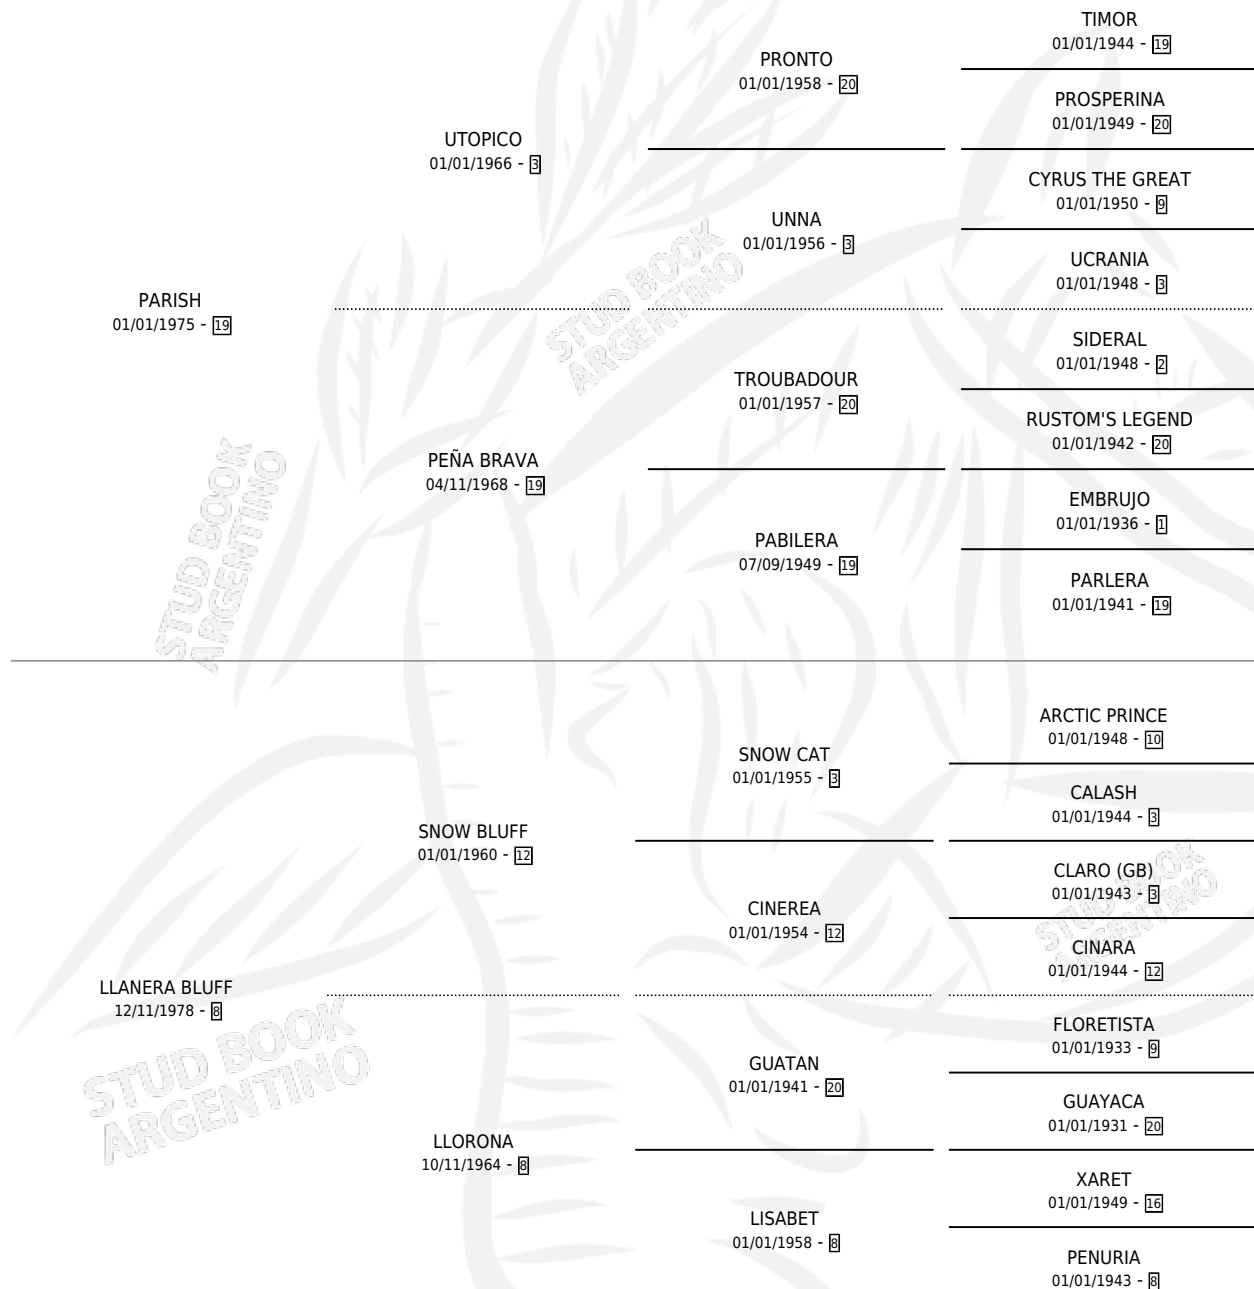 TIMOR
01/01/1944 - 19
PRONTO
01/01/1958 - 20
PROSPERINA
01/01/1949 - 20
UTOPICO
01/01/1966 - 3
CYRUS THE GREAT
01/01/1950 - 9
UNNA
01/01/1956 - 3
UCRANIA
01/01/1948 - 3
PARISH
01/01/1975 - 19
SIDERAL
01/01/1948 - 2
TROUBADOUR
01/01/1957 - 20
RUSTOM'S LEGEND
01/01/1942 - 20
PEÑA BRAVA
04/11/1968 - 19
EMBRUJO
01/01/1936 - 1
PABILERA
07/09/1949 - 19
PARLERA
01/01/1941 - 19
ARCTIC PRINCE
01/01/1948 - 10
SNOW CAT
01/01/1955 - 3
CALASH
01/01/1944 - 3
SNOW BLUFF
01/01/1960 - 12
CLARO (GB)
01/01/1943 - 3
CINEREA
01/01/1954 - 12
CINARA
01/01/1944 - 12
LLANERA BLUFF
12/11/1978 - 8
FLORETISTA
01/01/1933 - 9
GUATAN
01/01/1941 - 20
GUAYACA
01/01/1931 - 20
LLORONA
10/11/1964 - 8
XARET
01/01/1949 - 16
LISABET
01/01/1958 - 8
PENURIA
01/01/1943 - 8
STUD BOOK
ARGENTINO
STUD BOOK
ARGENTINO
STUD BOOK
ARGENTINO
STUD BOOK
ARGENTINO